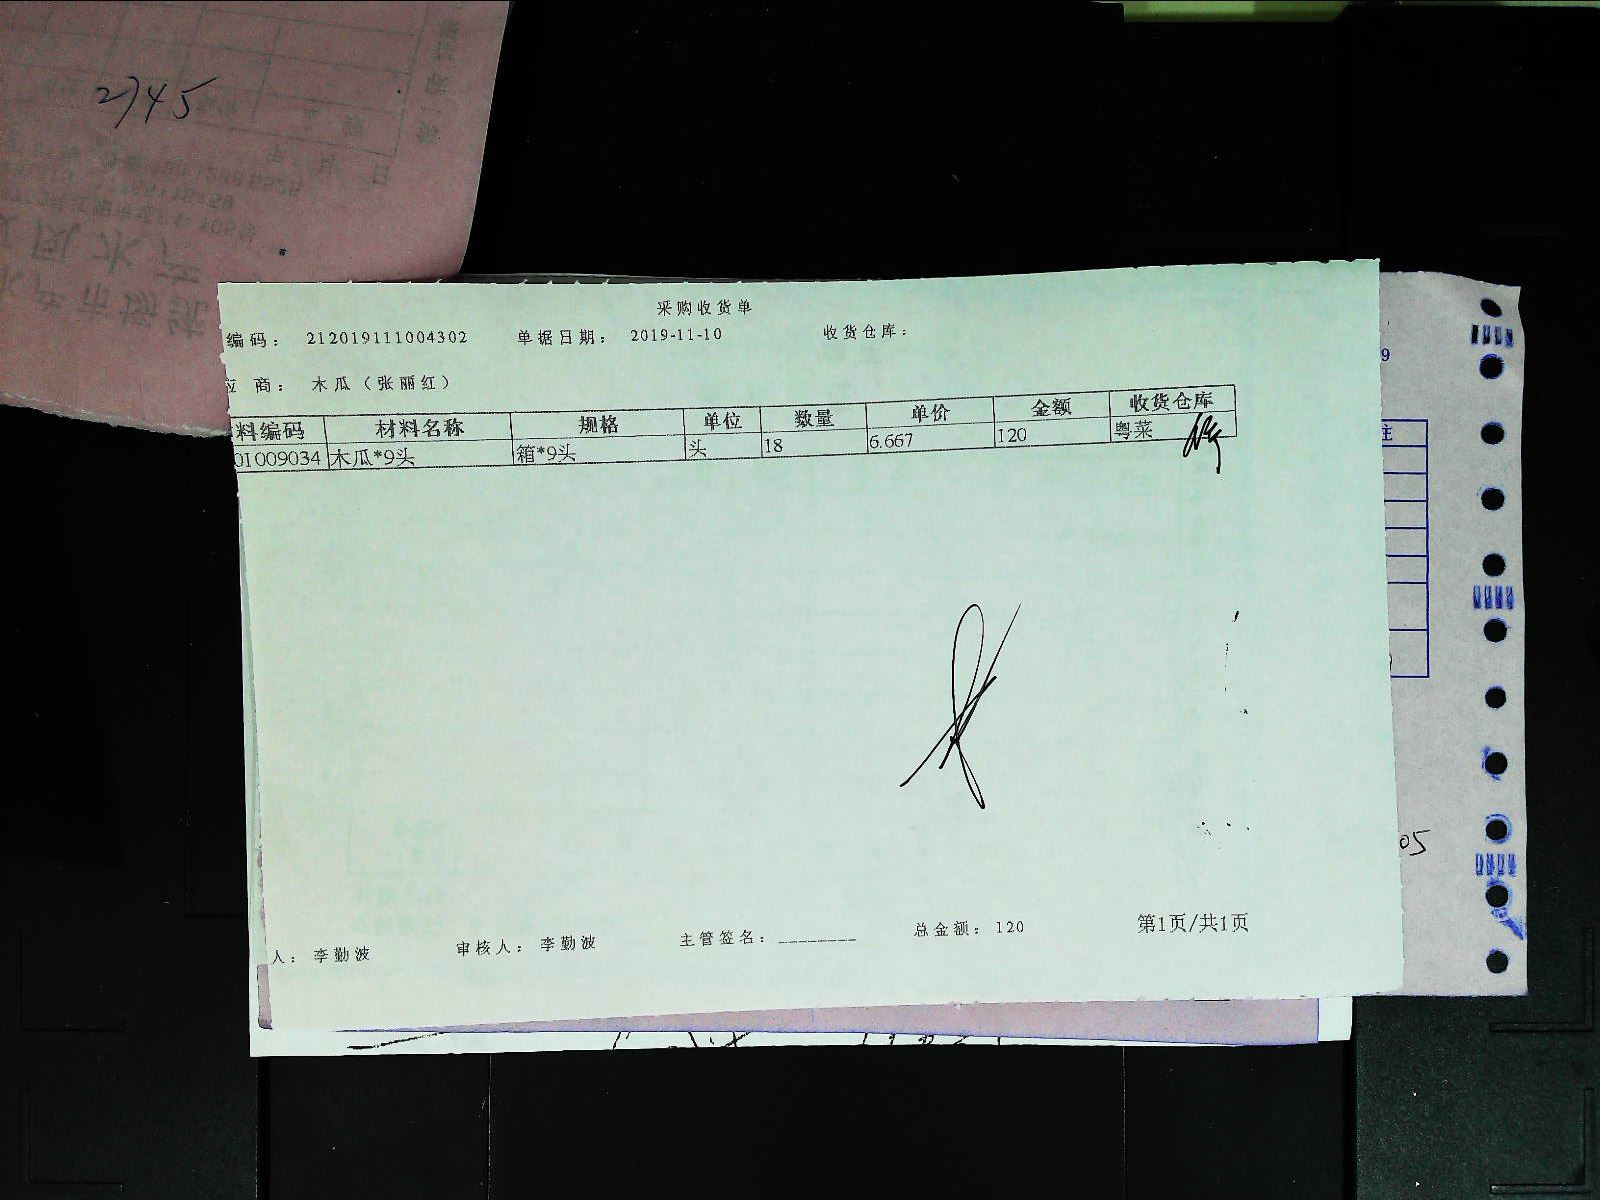 2745
采购收货单
编码： 212019111004302 单据日期： 2019-11-10 收货仓库：
应 商： 木瓜（张丽红）
料编码 材料名称 规格 单位 数量 单价 金额 收货仓库
01009034 木瓜*9头 箱*9头 头 18 6.667 120 粤菜
人： 李勤波 审核人： 李勤波 主管签名： ________ 总金额： 120 第1页/共1页
9
注
05